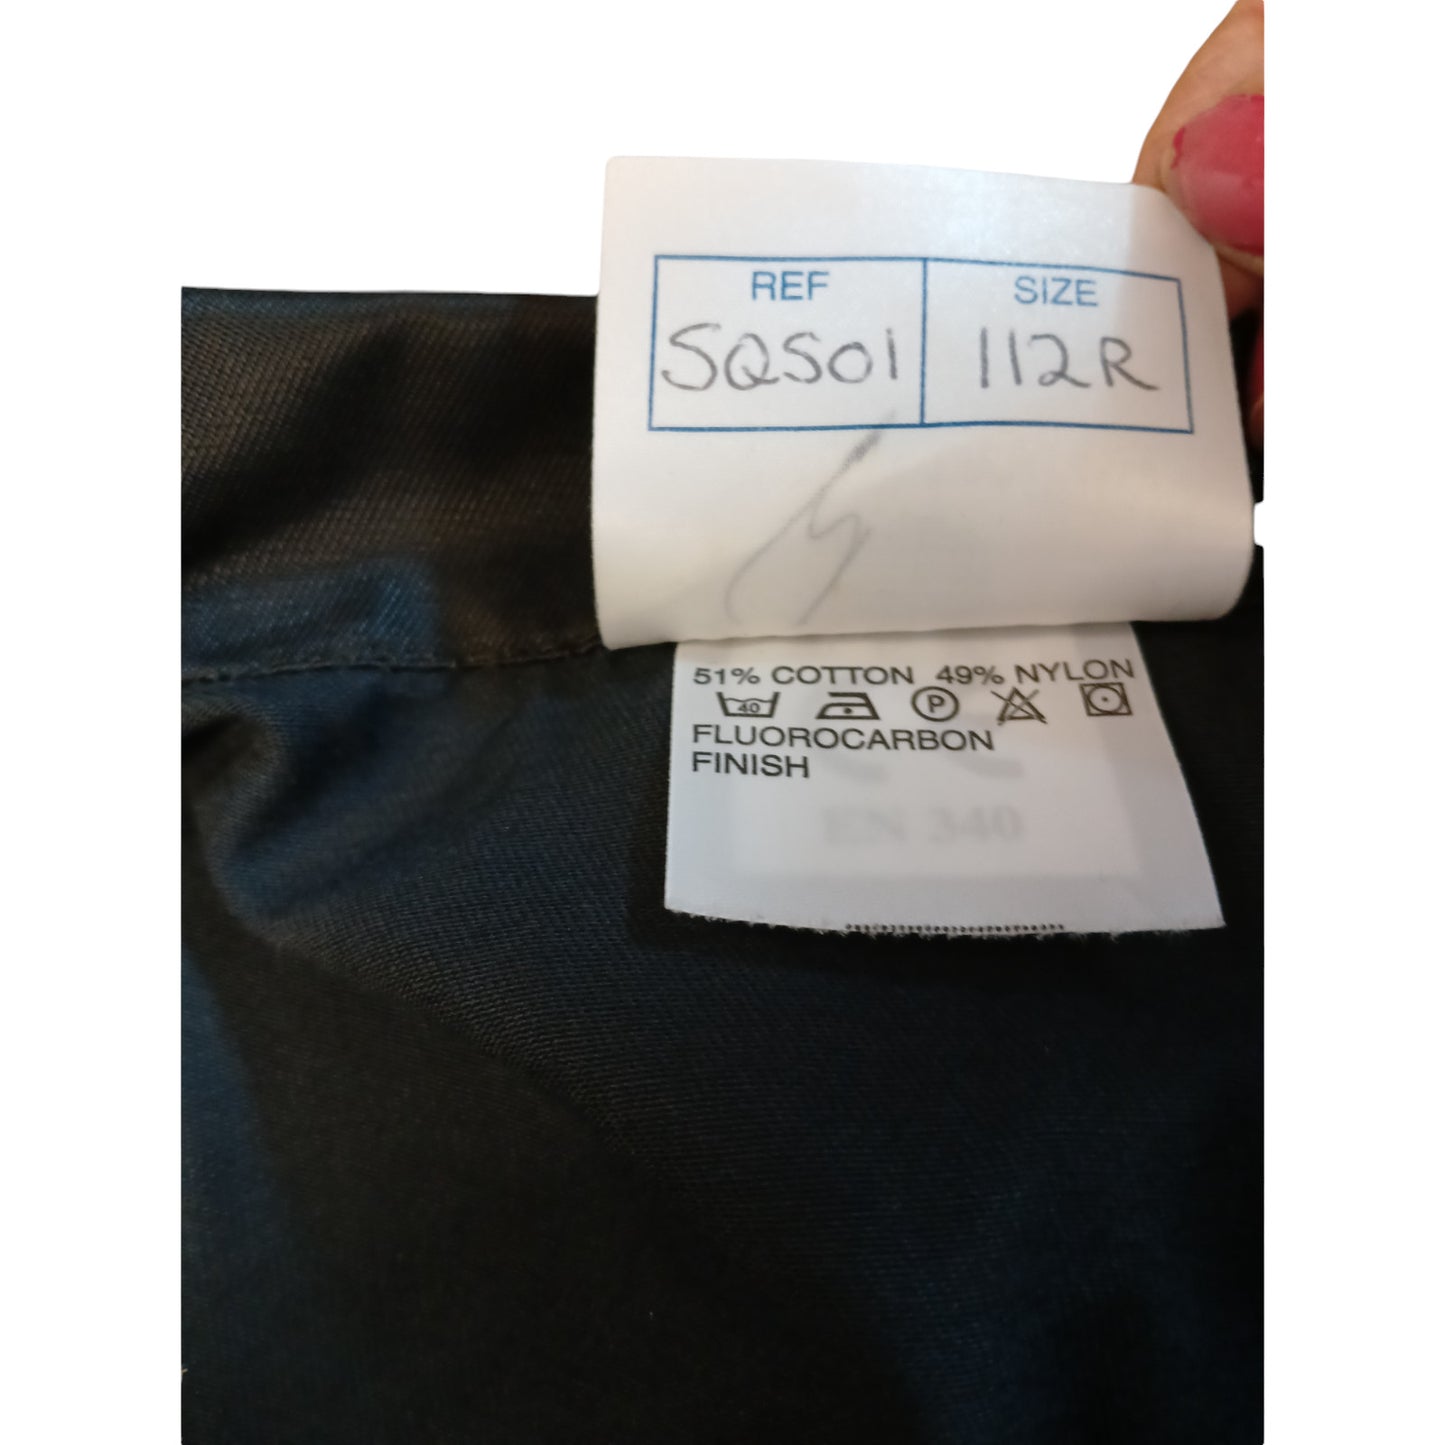 REF SIZE
SQS01 112R
51% COTTON 49% NYLON
40 P
FLUOROCARBON
FINISH
EN 340